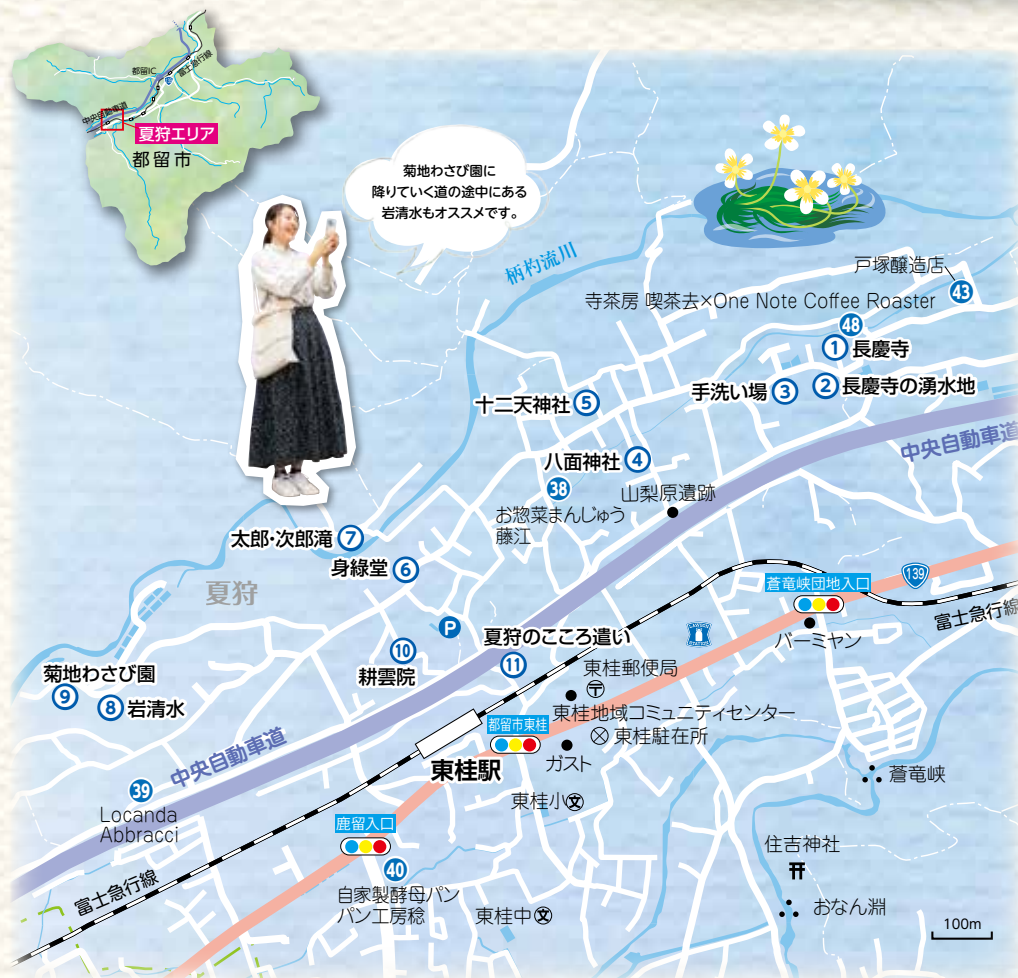 都留IC
富士急行線
中央自動車道
夏狩エリア
都留市
菊地わさび園に
降りていく道の途中にある
岩清水もオススメです。
柄杓流川
戸塚醸造店
43
寺茶房 喫茶去×One Note Coffee Roaster
48
1 長慶寺
手洗い場 3
2 長慶寺の湧水地
十二天神社 5
中央自動車道
八面神社 4
38
お惣菜まんじゅう
藤江
山梨原遺跡
太郎・次郎滝 7
身緑堂 6
夏狩
蒼竜峡団地入口
139
富士急行線
バーミヤン
P
10
耕雲院
夏狩のこころ遣い
11
LAWSON
東桂郵便局
〒
東桂地域コミュニティセンター
東桂駐在所
都留市東桂
ガスト
東桂駅
菊地わさび園
9
8 岩清水
中央自動車道
39
Locanda
Abbracci
東桂小 文
蒼竜峡
鹿留入口
40
自家製酵母パン
パン工房稔
住吉神社
おなん淵
東桂中 文
富士急行線
100m